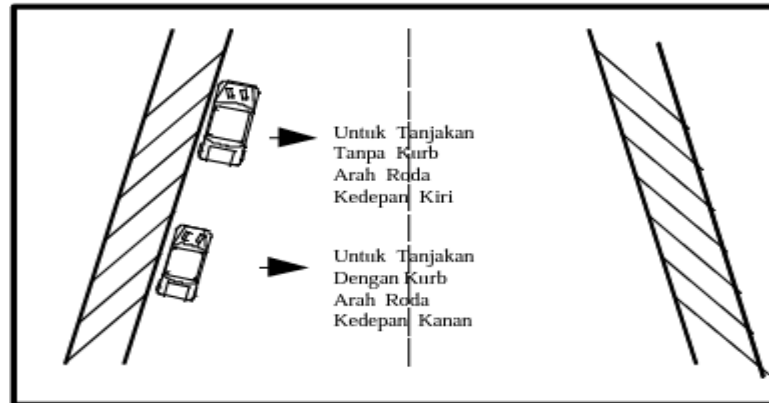 Untuk Tanjakan
Tanpa Kurb
Arah Roda
Kedepan Kiri
Untuk Tanjakan
Dengan Kurb
Arah Roda
Kedepan Kanan